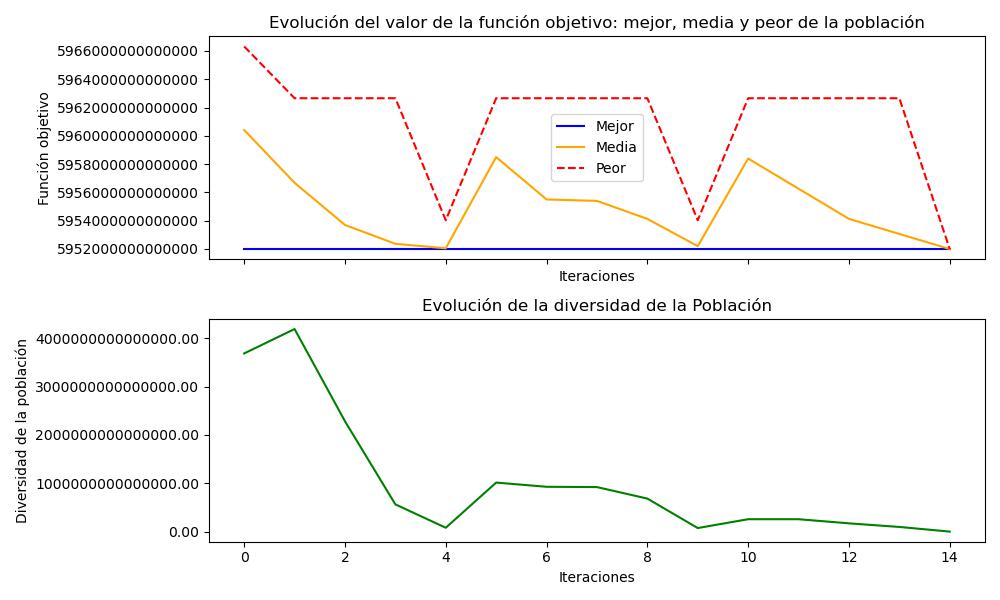 Evolución del valor de la función objetivo: mejor, media y peor de la población
Función objetivo
5966000000000000
5964000000000000
5962000000000000
5960000000000000
5958000000000000
5956000000000000
5954000000000000
5952000000000000
Mejor
Media
Peor
Iteraciones
Evolución de la diversidad de la Población
Diversidad de la población
4000000000000000.00
3000000000000000.00
2000000000000000.00
1000000000000000.00
0.00
0 2 4 6 8 10 12 14
Iteraciones